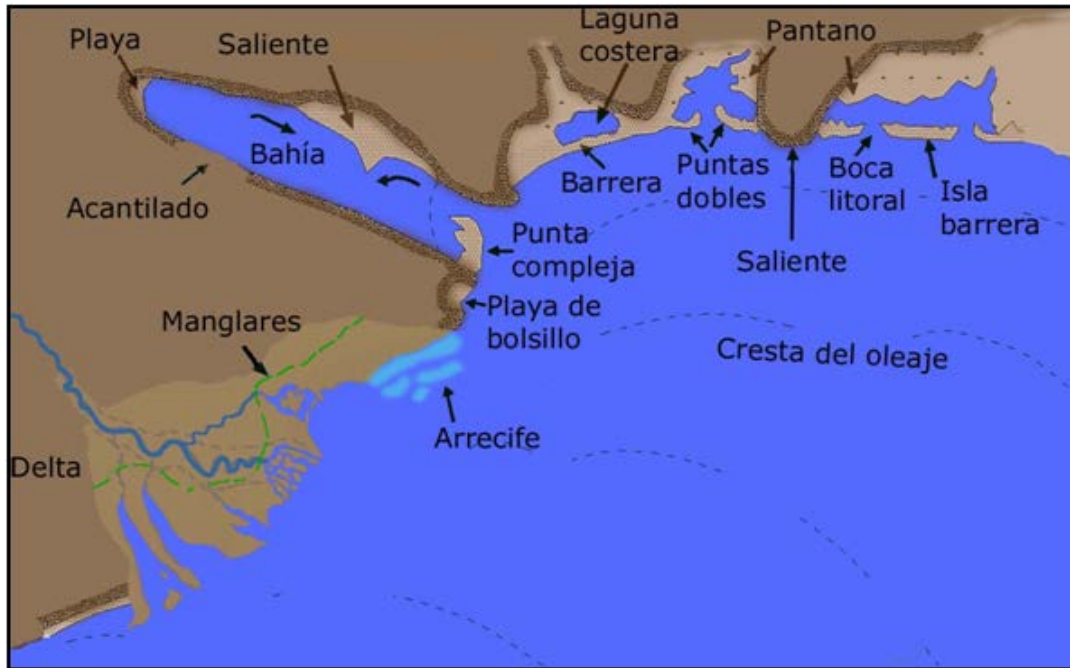 Playa
Saliente
Laguna
costera
Pantano
Bahía
Acantilado
Barrera
Puntas
dobles
Boca
litoral
Isla
barrera
Saliente
Punta
compleja
Playa de
bolsillo
Manglares
Cresta del oleaje
Arrecife
Delta